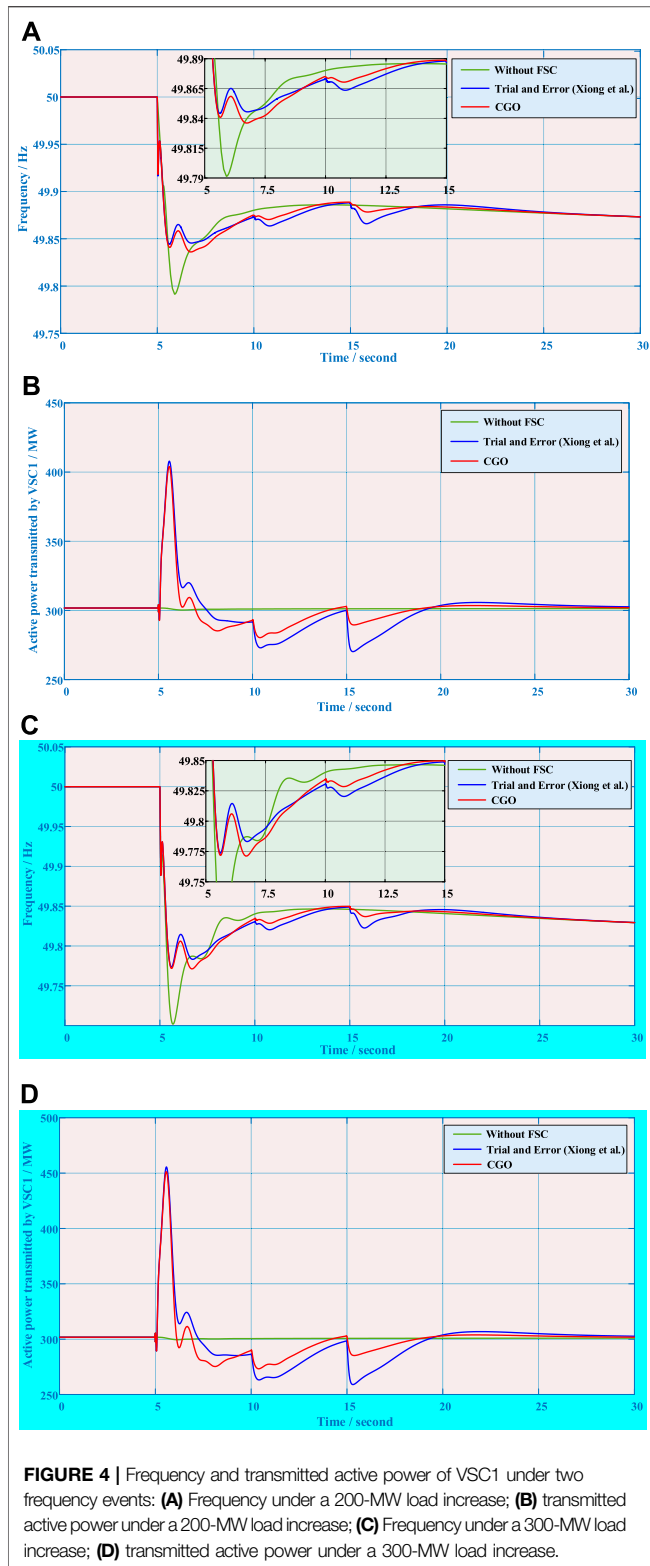 A
50.05
50
49.95
49.9
49.85
49.8
49.75
Frequency / Hz
49.89
49.865
49.84
49.815
49.79
5
7.5
10
12.5
15
Without FSC
Trial and Error (Xiong et al.)
CGO
0
5
10
15
20
25
30
Time / second
B
450
400
350
300
250
Active power transmitted by VSC1 / MW
Without FSC
Trial and Error (Xiong et al.)
CGO
0
5
10
15
20
25
30
Time / second
C
50.05
50
49.95
49.9
49.85
49.8
49.75
Frequency / Hz
49.85
49.825
49.8
49.775
49.75
5
7.5
10
12.5
15
Without FSC
Trial and Error (Xiong et al.)
CGO
0
5
10
15
20
25
30
Time / second
D
500
450
400
350
300
250
Active power transmitted by VSC1 / MW
Without FSC
Trial and Error (Xiong et al.)
CGO
0
5
10
15
20
25
30
Time / second
FIGURE 4 | Frequency and transmitted active power of VSC1 under two
frequency events: (A) Frequency under a 200-MW load increase; (B) transmitted
active power under a 200-MW load increase; (C) Frequency under a 300-MW load
increase; (D) transmitted active power under a 300-MW load increase.